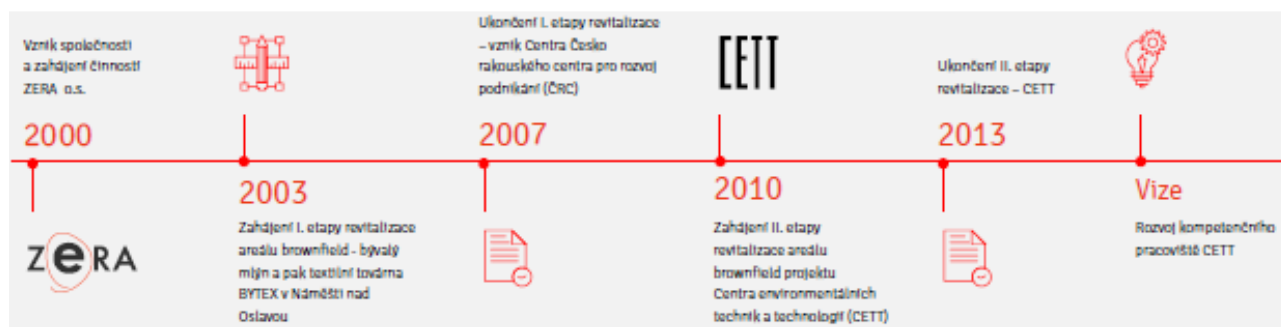 Vznik společnosti
a zahájení činnosti
ZERA o.s.
2000
ZeRA
2003
Zahájení I. etapy revitalizace
areálu brownfield - bývalý
mlýn a pak textilní továrna
BYTEX v Náměšti nad
Oslavou
Ukončení I. etapy revitalizace
– vznik Centra Česko
rakouského centra pro rozvoj
podnikání (ČRC)
2007
CETT
2010
Zahájení II. etapy
revitalizace areálu
brownfield projektu
Centra environmentálních
technik a technologií (CETT)
Ukončení II. etapy
revitalizace – CETT
2013
Vize
Rozvoj kompetenčního
pracoviště CETT